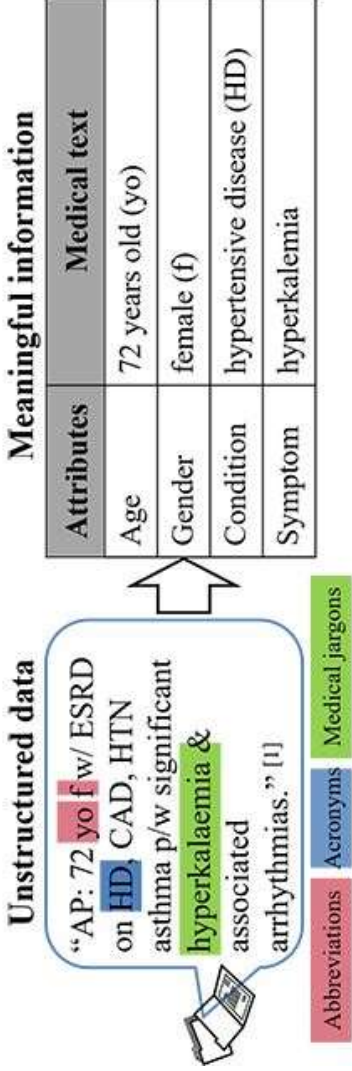 Unstructured data
“AP: 72 yo f w/ ESRD
on HD, CAD, HTN
asthma p/w significant
hyperkalaemia &
associated
arrhythmias.” [1]
Abbreviations
Acronyms
Medical jargons
Meaningful information
Attributes Medical text
Age 72 years old (yo)
Gender female (f)
Condition hypertensive disease (HD)
Symptom hyperkalemia